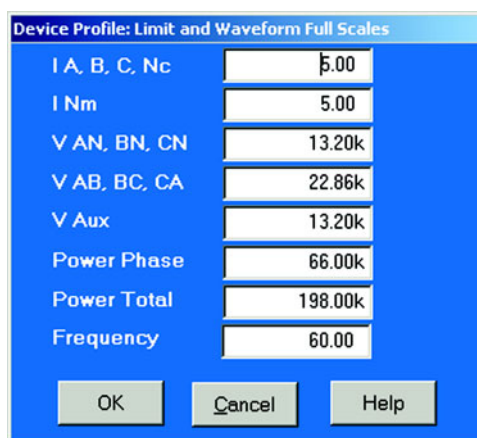 Device Profile: Limit and Waveform Full Scales
I A, B, C, Nc 5.00
I Nm 5.00
V AN, BN, CN 13.20k
V AB, BC, CA 22.86k
V Aux 13.20k
Power Phase 66.00k
Power Total 198.00k
Frequency 60.00
OK Cancel Help